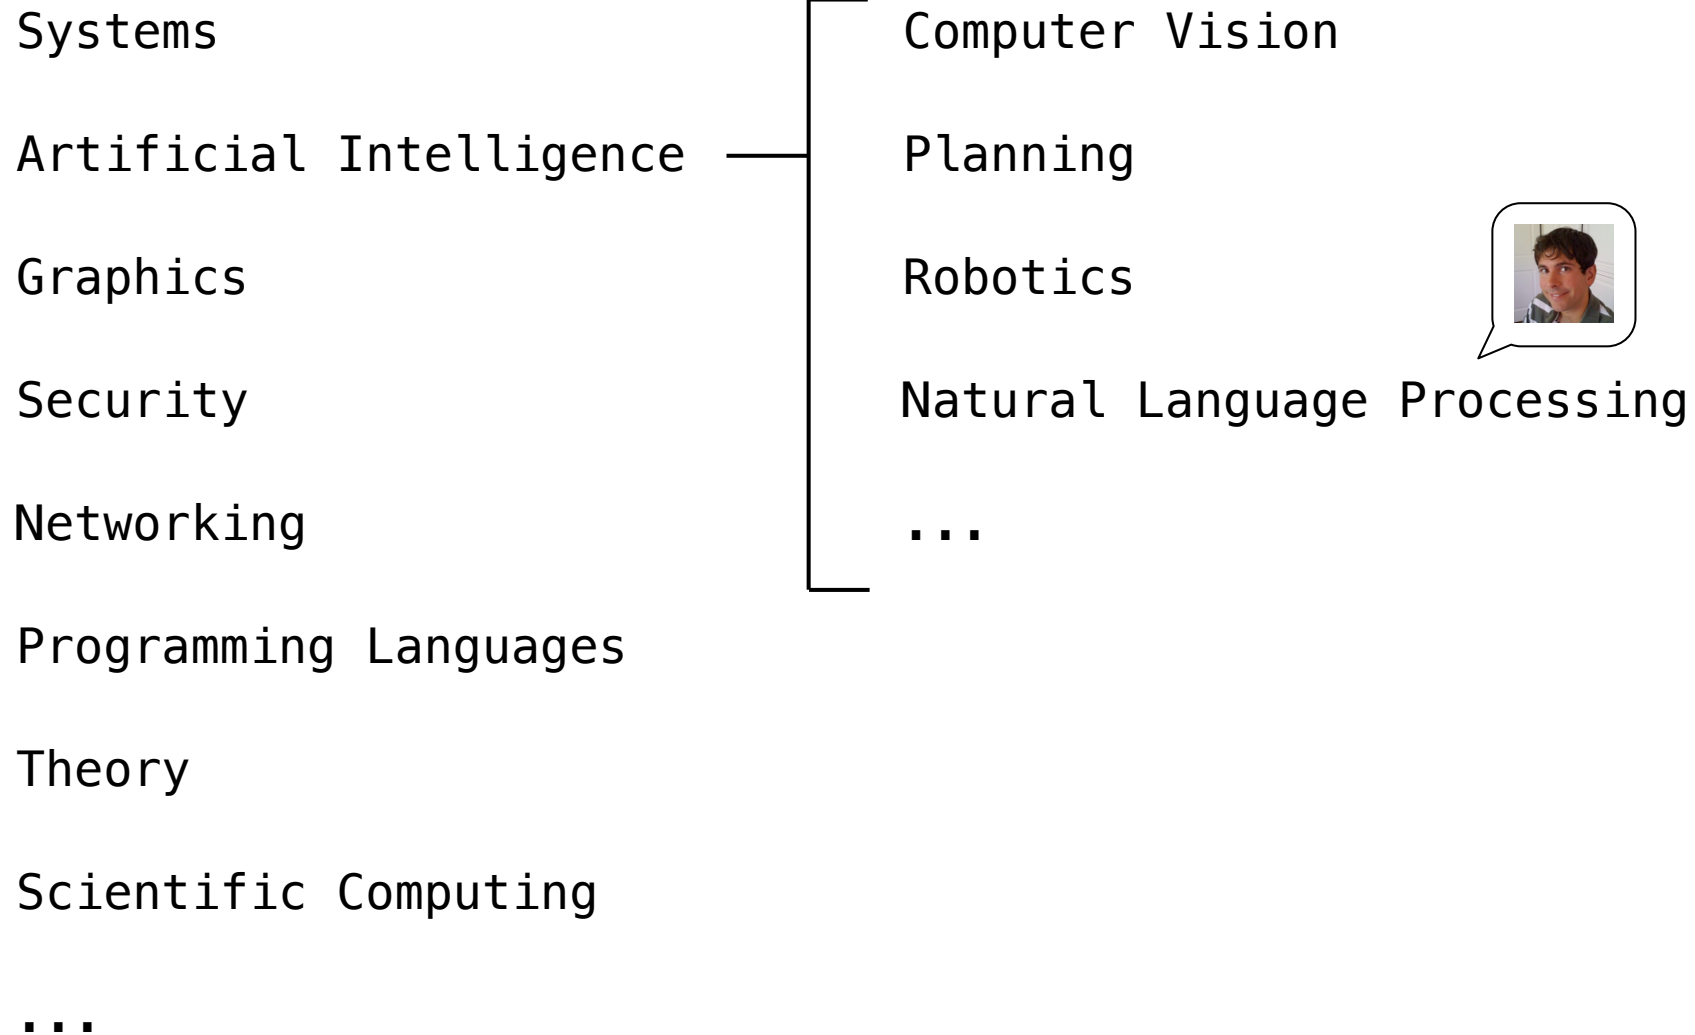 Systems
Artificial Intelligence
Graphics
Security
Networking
Programming Languages
Theory
Scientific Computing
...
Computer Vision
Planning
Robotics
Natural Language Processing
...